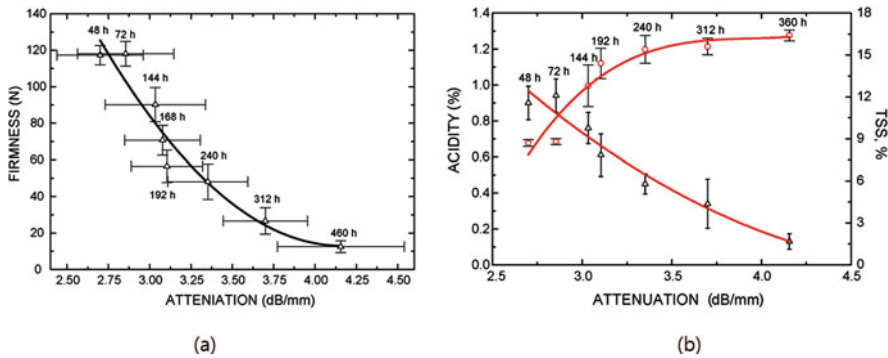 (a)
FIRMNESS (N)
140
120
100
80
60
40
20
0
48 h
72 h
144 h
168 h
192 h
240 h
312 h
460 h
2.50 2.75 3.00 3.25 3.50 3.75 4.00 4.25 4.50
ATTENIATION (dB/mm)
(a)
(b)
ACIDITY (%)
1.4
1.2
1.0
0.8
0.6
0.4
0.2
0.0
48 h
72 h
144 h
192 h
240 h
312 h
360 h
TSS, %
18
15
12
9
6
3
0
2.5 3.0 3.5 4.0 4.5
ATTENUATION (dB/mm)
(b)